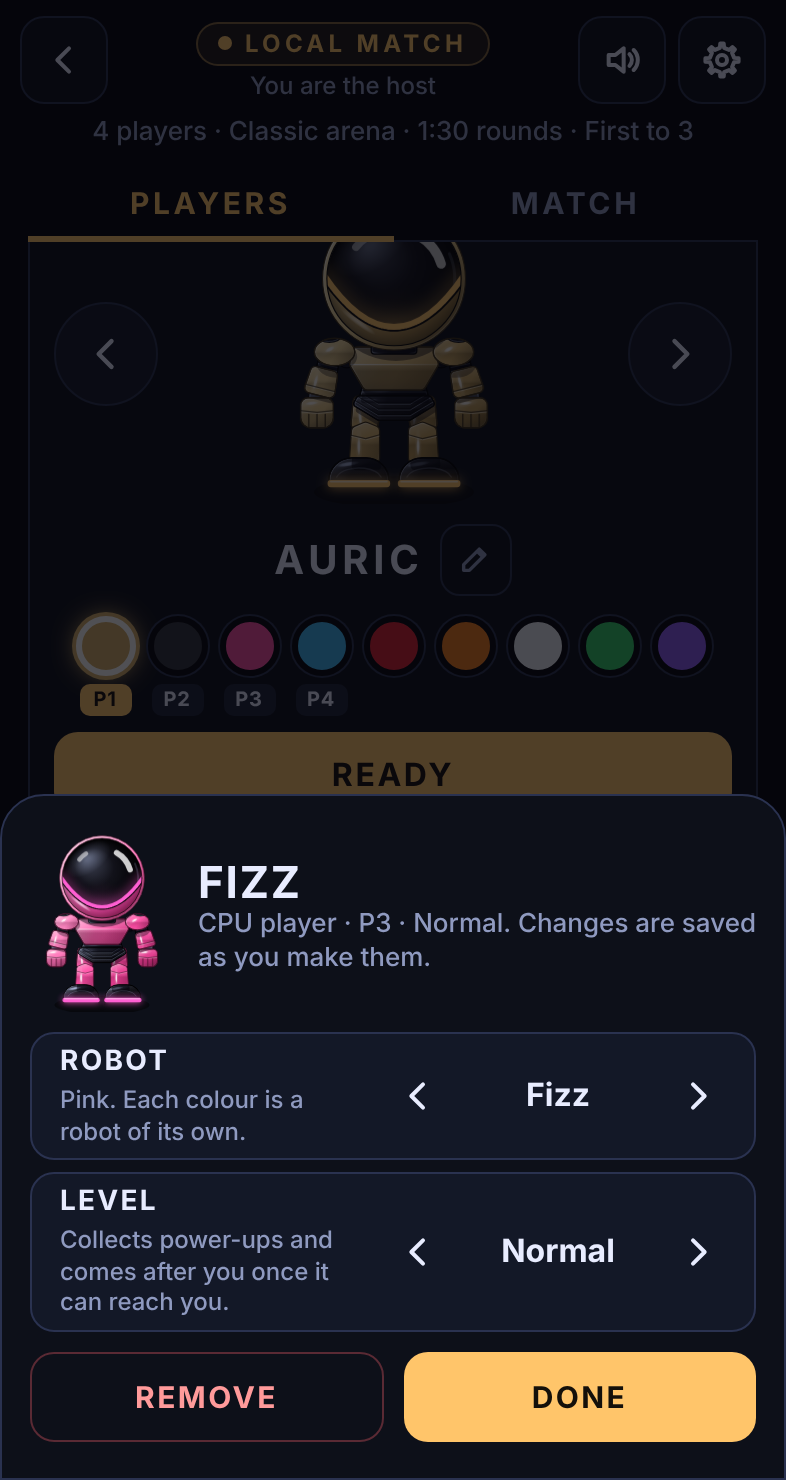 LOCAL MATCH
You are the host
4 players · Classic arena · 1:30 rounds · First to 3
PLAYERS
MATCH
AURIC
P1
P2
P3
P4
READY
FIZZ
CPU player · P3 · Normal. Changes are saved
as you make them.
ROBOT
Pink. Each colour is a
robot of its own.
Fizz
LEVEL
Collects power-ups and
comes after you once it
can reach you.
Normal
REMOVE
DONE